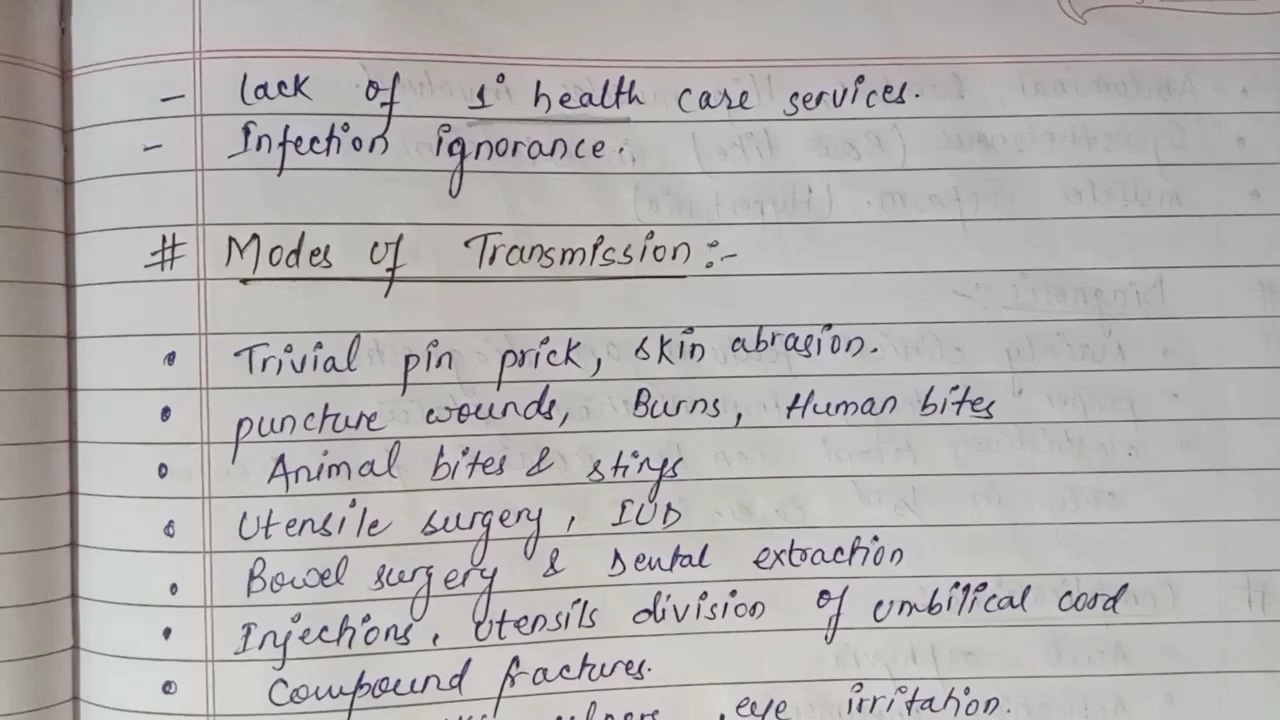 - lack of 1 health care services.
- Infection ignorance.
# Modes of Transmission :-
• Trivial pin prick, skin abrasion.
• puncture wounds, Burns, Human bites
• Animal bites & stings
• Utensile surgery, IUD
• Bowel surgery & Dental extraction
• Injections, Utensils division of umbilical cord
• Compound fractures.
eye irritation.